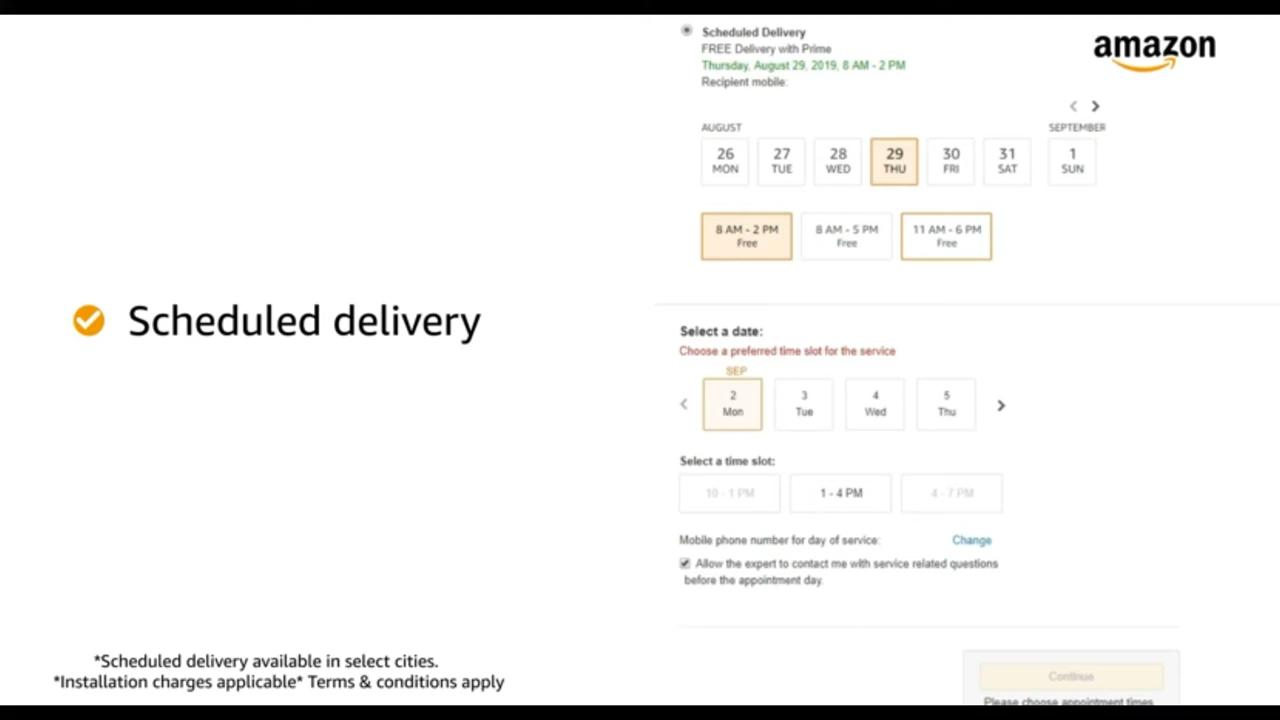 Scheduled Delivery
FREE Delivery with Prime
Thursday, August 29, 2019, 8 AM - 2 PM
Recipient mobile:
amazon
AUGUST
SEPTEMBER
26 27 28 29 30 31 1
MON TUE WED THU FRI SAT SUN
8 AM - 2 PM 8 AM - 5 PM 11 AM - 6 PM
Free Free Free
Scheduled delivery
Select a date:
Choose a preferred time slot for the service
SEP
2 3 4 5
Mon Tue Wed Thu
Select a time slot:
10 - 1 PM 1 - 4 PM 4 - 7 PM
Mobile phone number for day of service: Change
Allow the expert to contact me with service related questions
before the appointment day.
*Scheduled delivery available in select cities.
*Installation charges applicable* Terms & conditions apply
Continue
Please choose appointment times